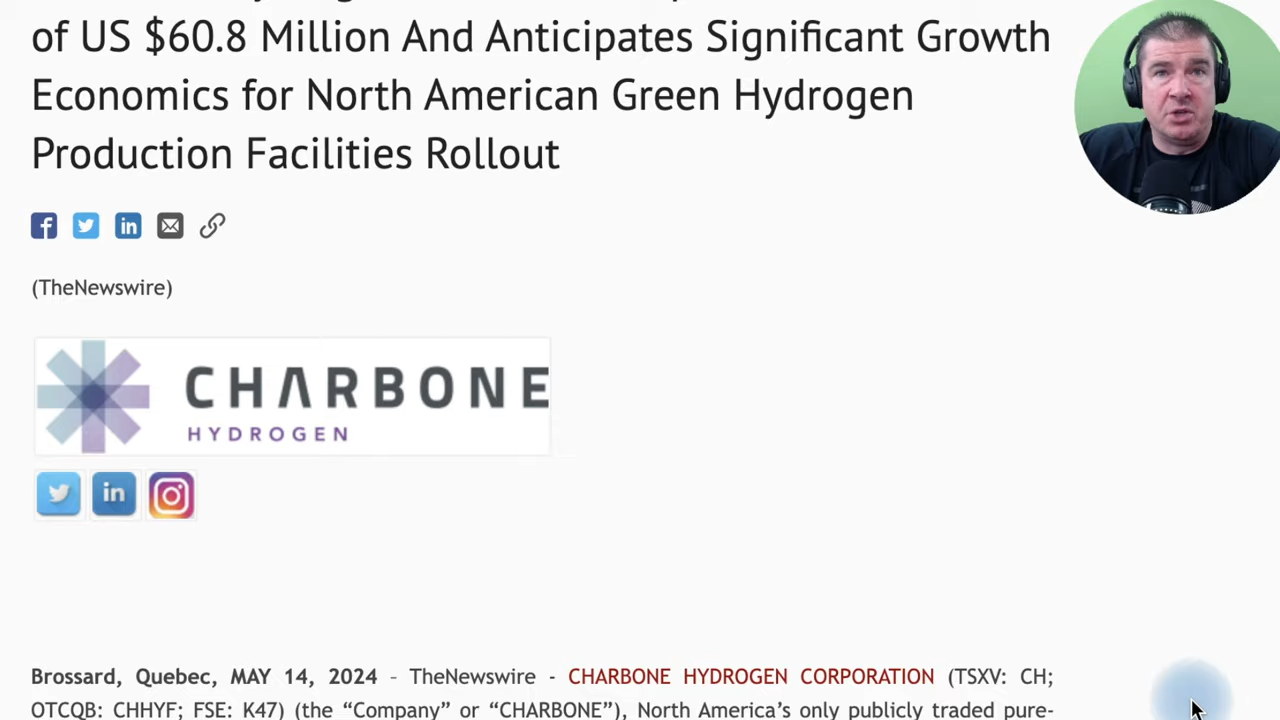 of US $60.8 Million And Anticipates Significant Growth
Economics for North American Green Hydrogen
Production Facilities Rollout
(TheNewswire)
CHARBONE
HYDROGEN
Brossard, Quebec, MAY 14, 2024 – TheNewswire - CHARBONE HYDROGEN CORPORATION (TSXV: CH;
OTCQB: CHHYF; FSE: K47) (the “Company” or “CHARBONE”), North America’s only publicly traded pure-